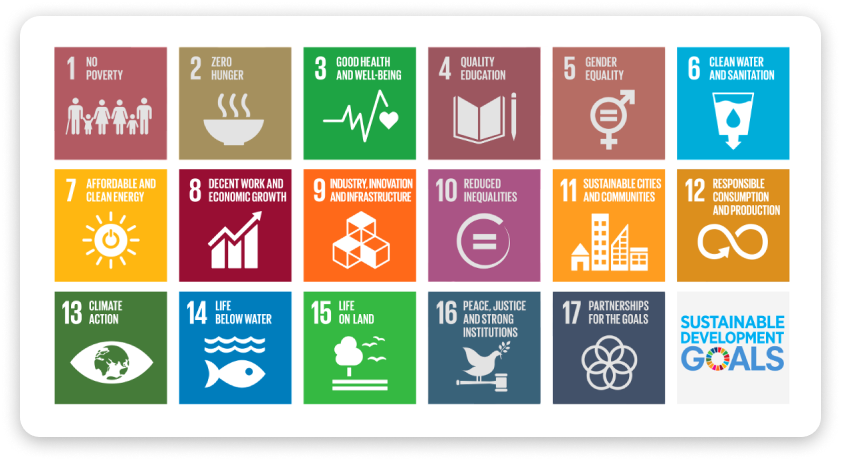 1 NO
POVERTY
2 ZERO
HUNGER
3 GOOD HEALTH
AND WELL-BEING
4 QUALITY
EDUCATION
5 GENDER
EQUALITY
6 CLEAN WATER
AND SANITATION
7 AFFORDABLE AND
CLEAN ENERGY
8 DECENT WORK AND
ECONOMIC GROWTH
9 INDUSTRY, INNOVATION
AND INFRASTRUCTURE
10 REDUCED
INEQUALITIES
11 SUSTAINABLE CITIES
AND COMMUNITIES
12 RESPONSIBLE
CONSUMPTION
AND PRODUCTION
13 CLIMATE
ACTION
14 LIFE
BELOW WATER
15 LIFE
ON LAND
16 PEACE, JUSTICE
AND STRONG
INSTITUTIONS
17 PARTNERSHIPS
FOR THE GOALS
SUSTAINABLE
DEVELOPMENT
GOALS